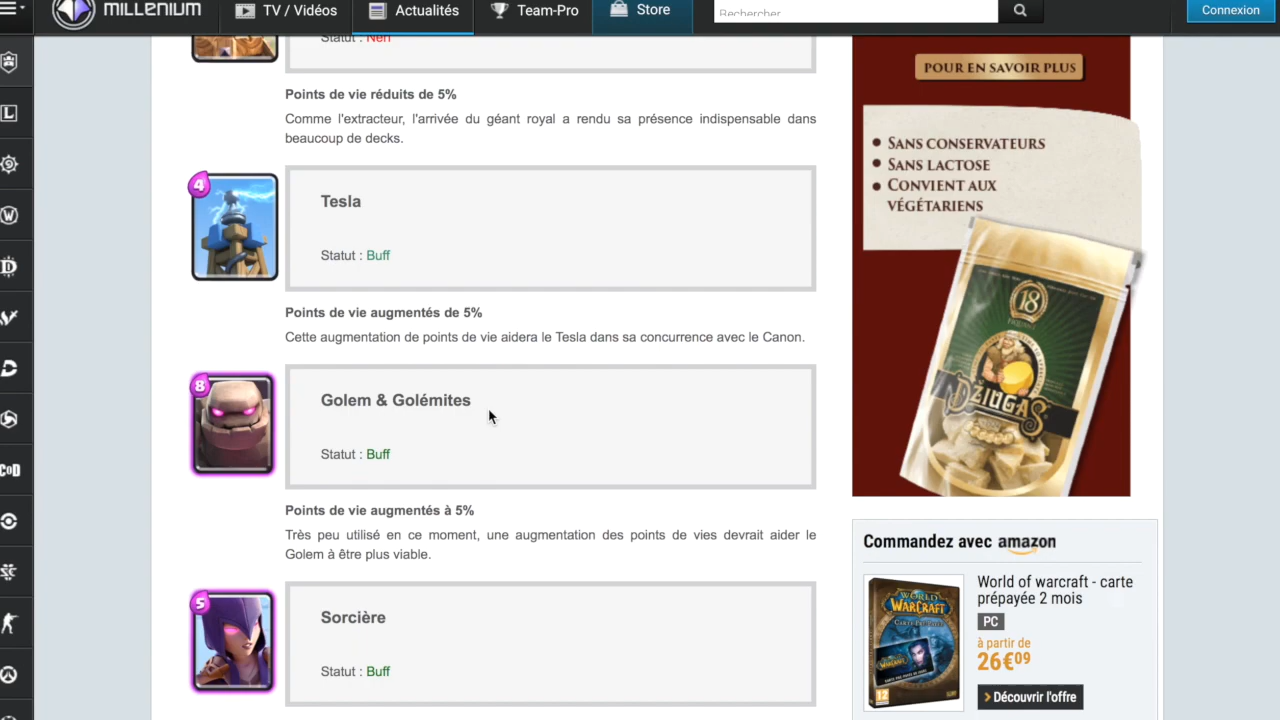 MILLENIUM
TV / Vidéos
Actualités
Team-Pro
Store
Rechercher
Connexion
Statut : Nerf
Points de vie réduits de 5%
Comme l'extracteur, l'arrivée du géant royal a rendu sa présence indispensable dans
beaucoup de decks.
4
Tesla
Statut : Buff
Points de vie augmentés de 5%
Cette augmentation de points de vie aidera le Tesla dans sa concurrence avec le Canon.
8
Golem & Golémites
Statut : Buff
Points de vie augmentés à 5%
Très peu utilisé en ce moment, une augmentation des points de vies devrait aider le
Golem à être plus viable.
5
Sorcière
Statut : Buff
POUR EN SAVOIR PLUS
SANS CONSERVATEURS
SANS LACTOSE
CONVIENT AUX
VÉGÉTARIENS
18
DŽIUGAS
Commandez avec amazon
World of warcraft - carte
prépayée 2 mois
PC
à partir de
26€09
Découvrir l'offre
WORLD
WARCRAFT
12
COD